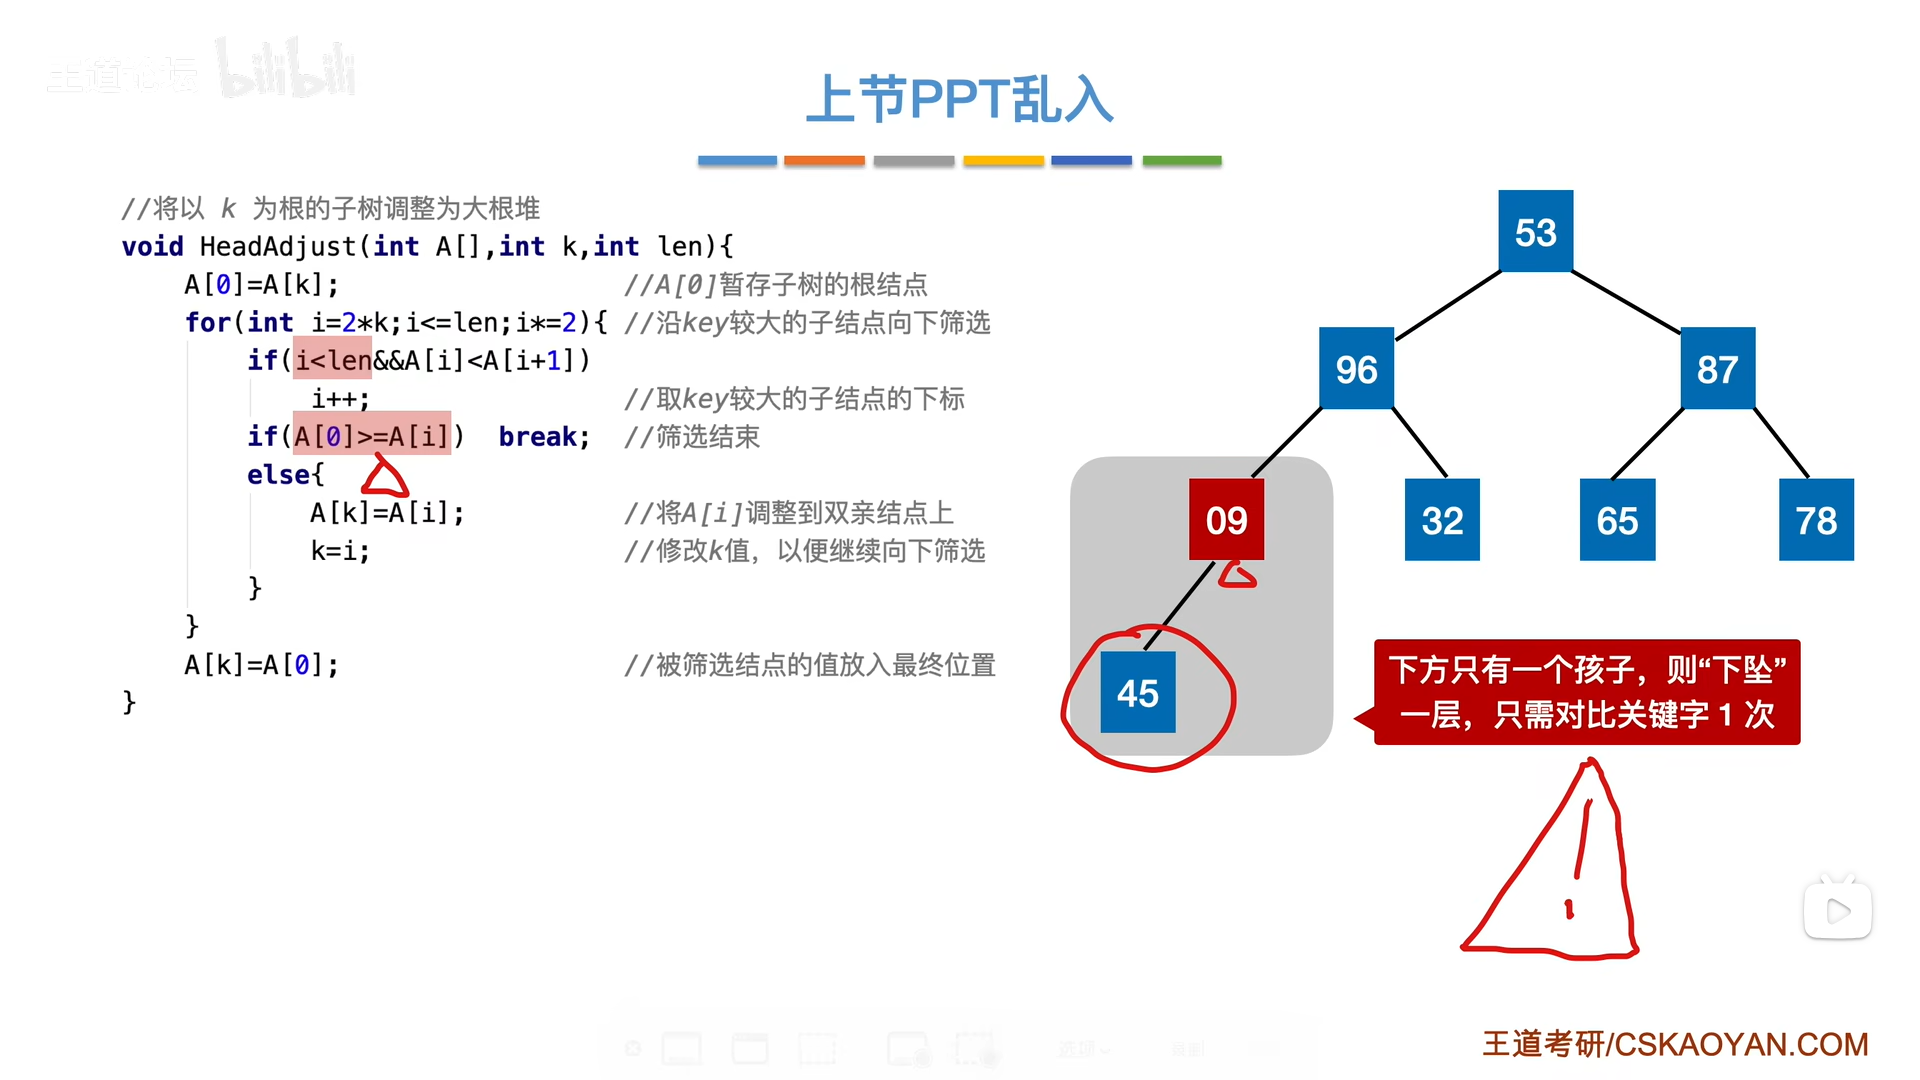 王道论坛 bilibili
上节PPT乱入
//将以 k 为根的子树调整为大根堆
void HeadAdjust(int A[],int k,int len){
A[0]=A[k]; //A[0]暂存子树的根结点
for(int i=2*k;i<=len;i*=2){ //沿key较大的子结点向下筛选
if(i<len&&A[i]<A[i+1])
i++; //取key较大的子结点的下标
if(A[0]>=A[i]) break; //筛选结束
else{
A[k]=A[i]; //将A[i]调整到双亲结点上
k=i; //修改k值，以便继续向下筛选
}
}
A[k]=A[0]; //被筛选结点的值放入最终位置
}
53
96 87
09 32 65 78
45
下方只有一个孩子，则“下坠”
一层，只需对比关键字 1 次
王道考研/CSKAOYAN.COM